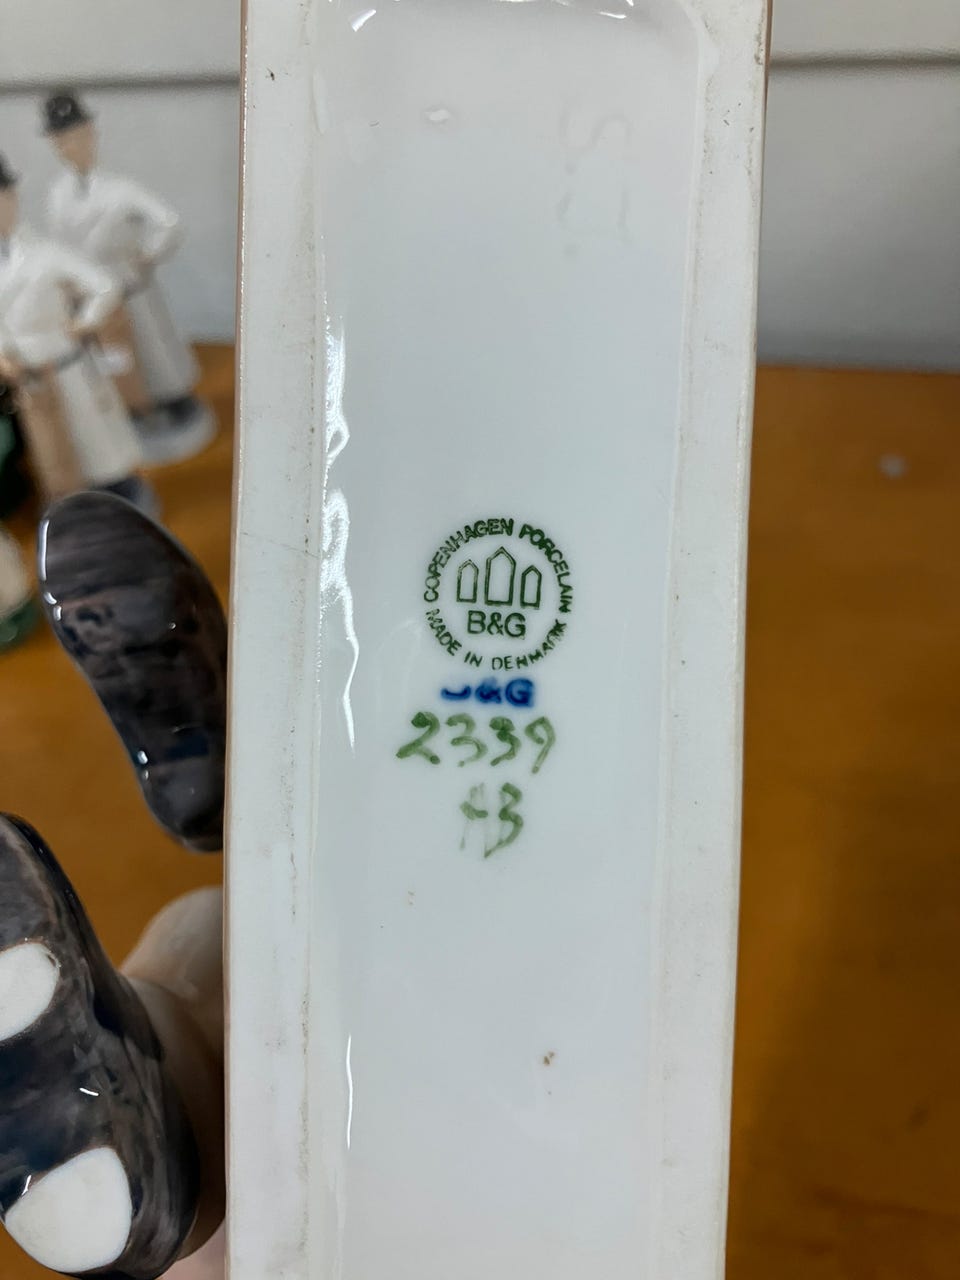 COPENHAGEN PORCELAIN
B&G
MADE IN DENMARK
B&G
2339